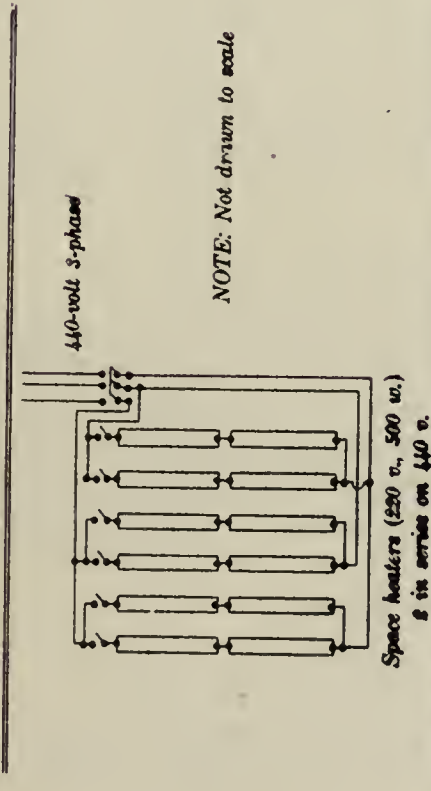 440-volt 3-phase
NOTE: Not drawn to scale
Space heaters (220 v., 500 w.)
2 in series on 440 v.